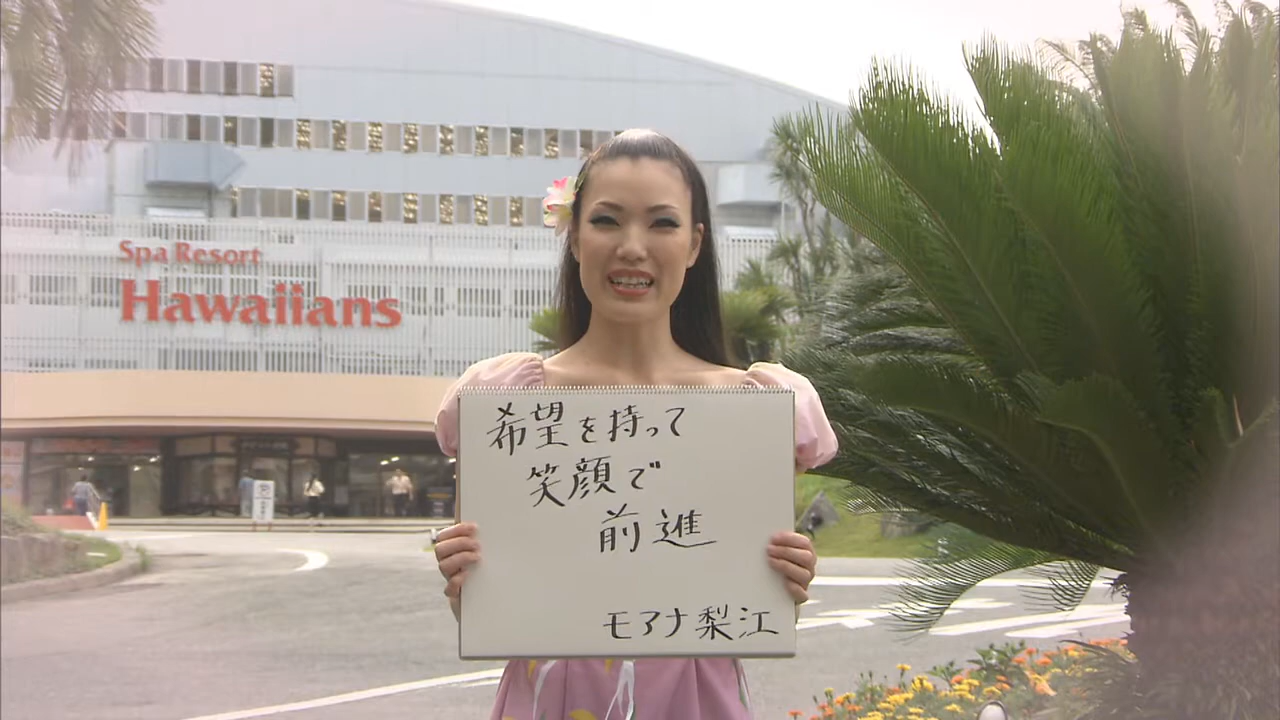 Spa Resort
Hawaiians
希望を持って
笑顔で
前進
モアナ梨江